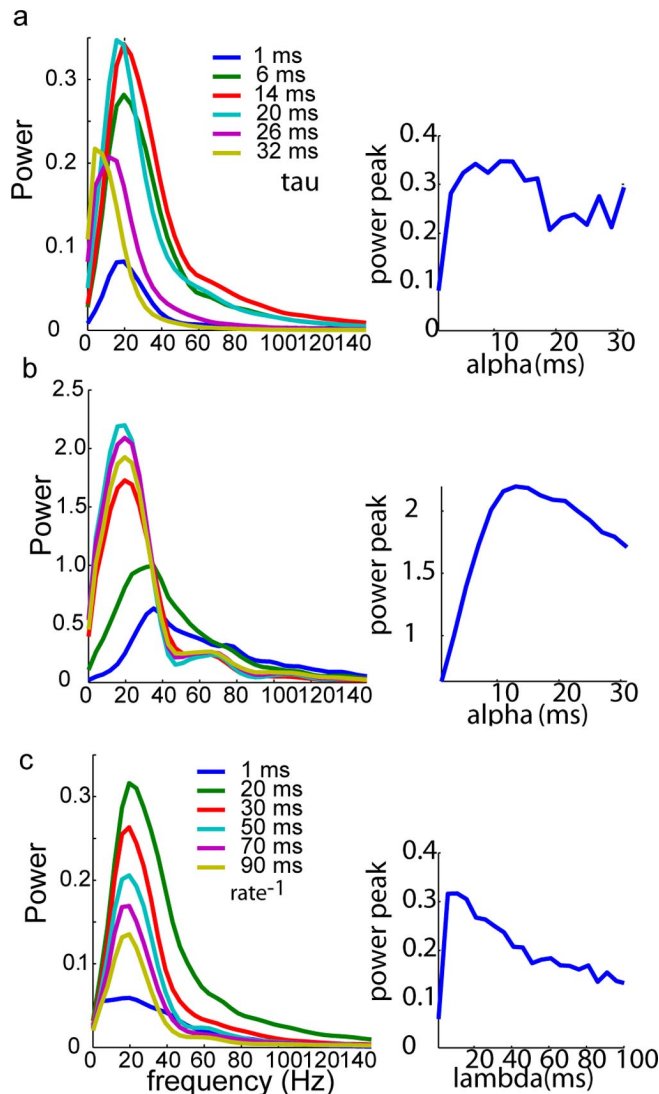 a
0.3
0.2
0.1
0
Power
1 ms
6 ms
14 ms
20 ms
26 ms
32 ms
tau
0 20 40 60 80 100120140
0.4
0.3
0.2
0.1
0
power peak
10 20 30
alpha(ms)
b
2.5
2.0
1.5
1.0
0.5
0
Power
0 20 40 60 80 100120140
2
1
power peak
10 20 30
alpha (ms)
c
0.3
0.2
0.1
0
Power
1 ms
20 ms
30 ms
50 ms
70 ms
90 ms
rate-1
0 20 40 60 80 100120140
frequency (Hz)
0.4
0.3
0.2
0.1
0
power peak
20 40 60 80 100
lambda(ms)